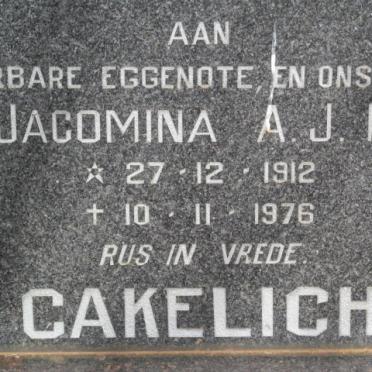 AAN
RBARE EGGENOTE, EN ONS
JACOMINA A. J.
☆ 27 · 12 · 1912
✝ 10 · 11 · 1976
RUS IN VREDE.
CAKELICH